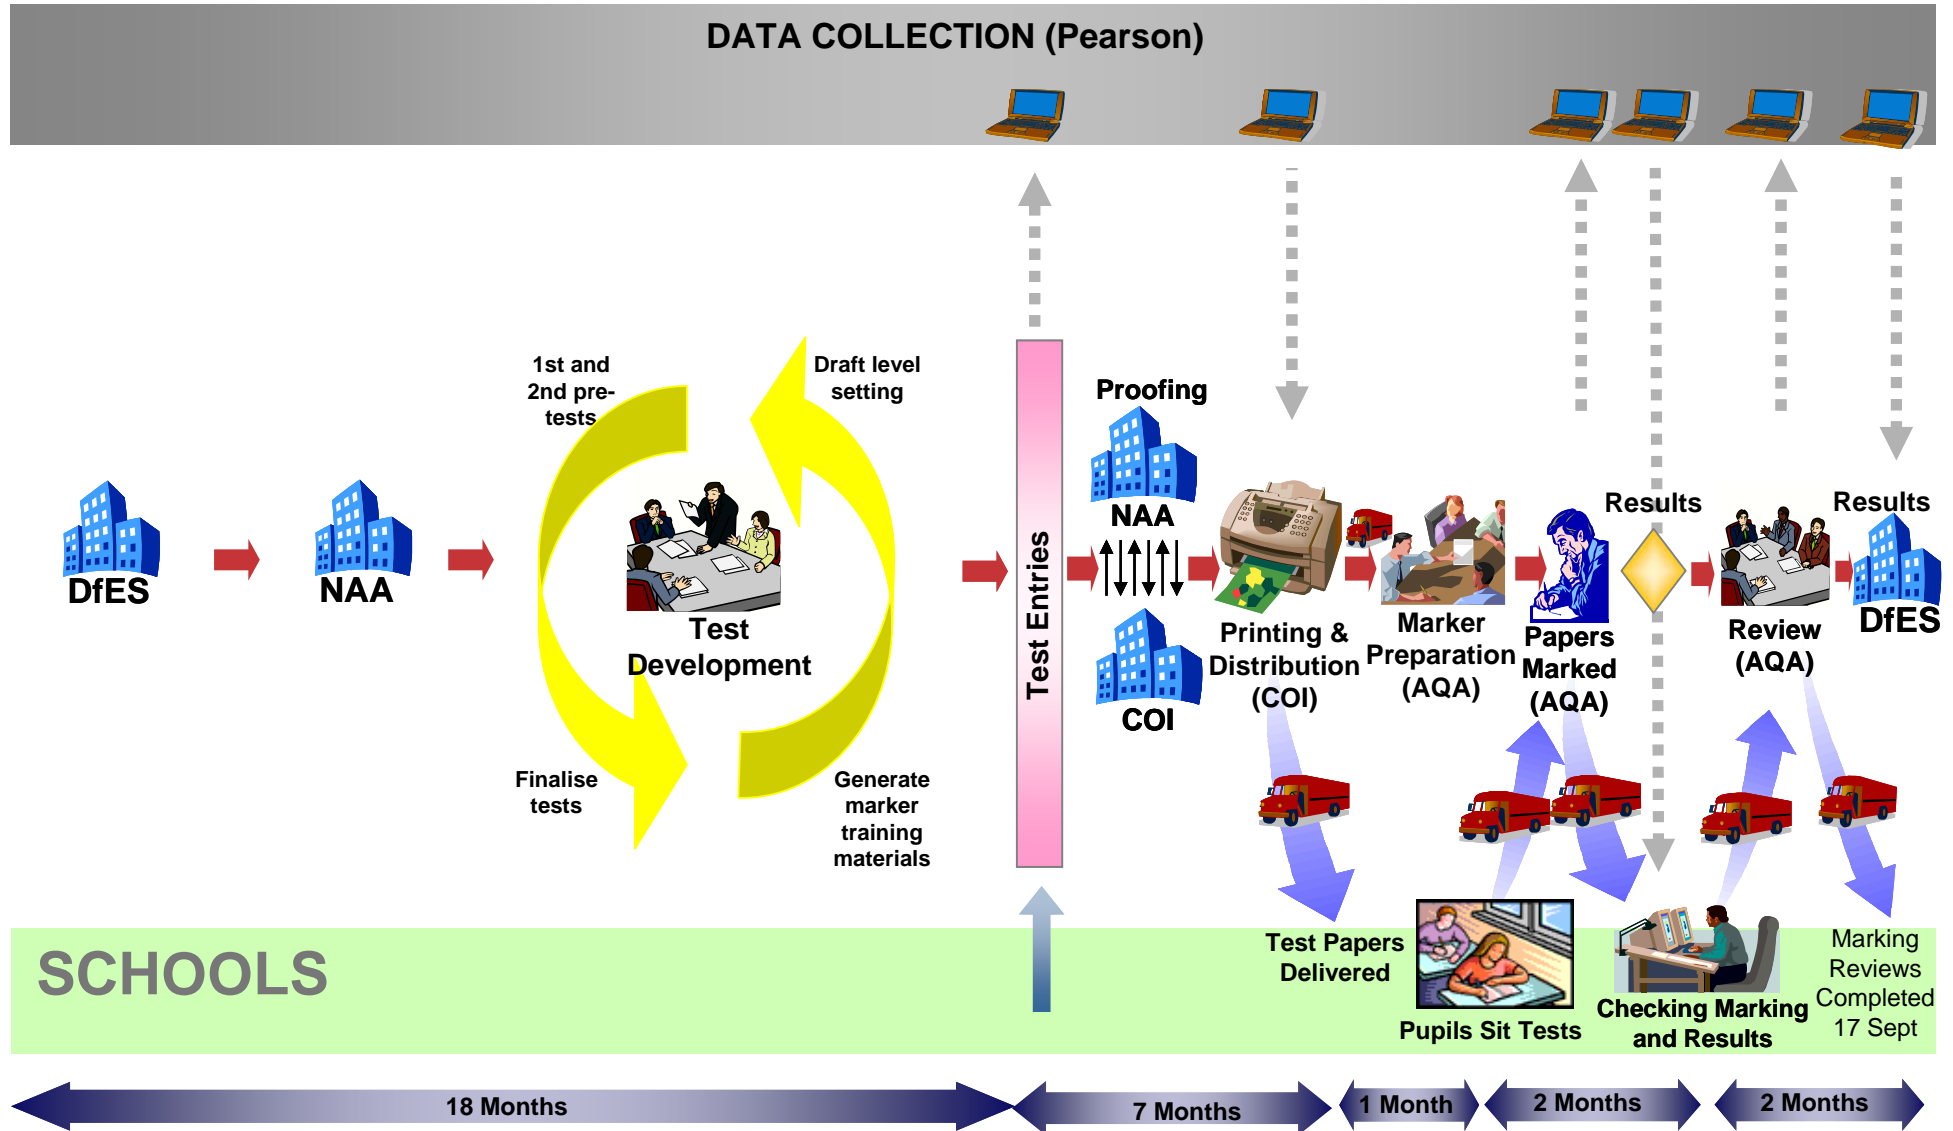 DATA COLLECTION (Pearson)
1st and
2nd pre-
tests
Draft level
setting
DfES
NAA
Test
Development
Finalise
tests
Generate
marker
training
materials
Test Entries
Proofing
NAA
COI
Printing &
Distribution
(COI)
Marker
Preparation
(AQA)
Papers
Marked
(AQA)
Results
Review
(AQA)
Results
DfES
SCHOOLS
Test Papers
Delivered
Pupils Sit Tests
Checking Marking
and Results
Marking
Reviews
Completed
17 Sept
18 Months
7 Months
1 Month
2 Months
2 Months